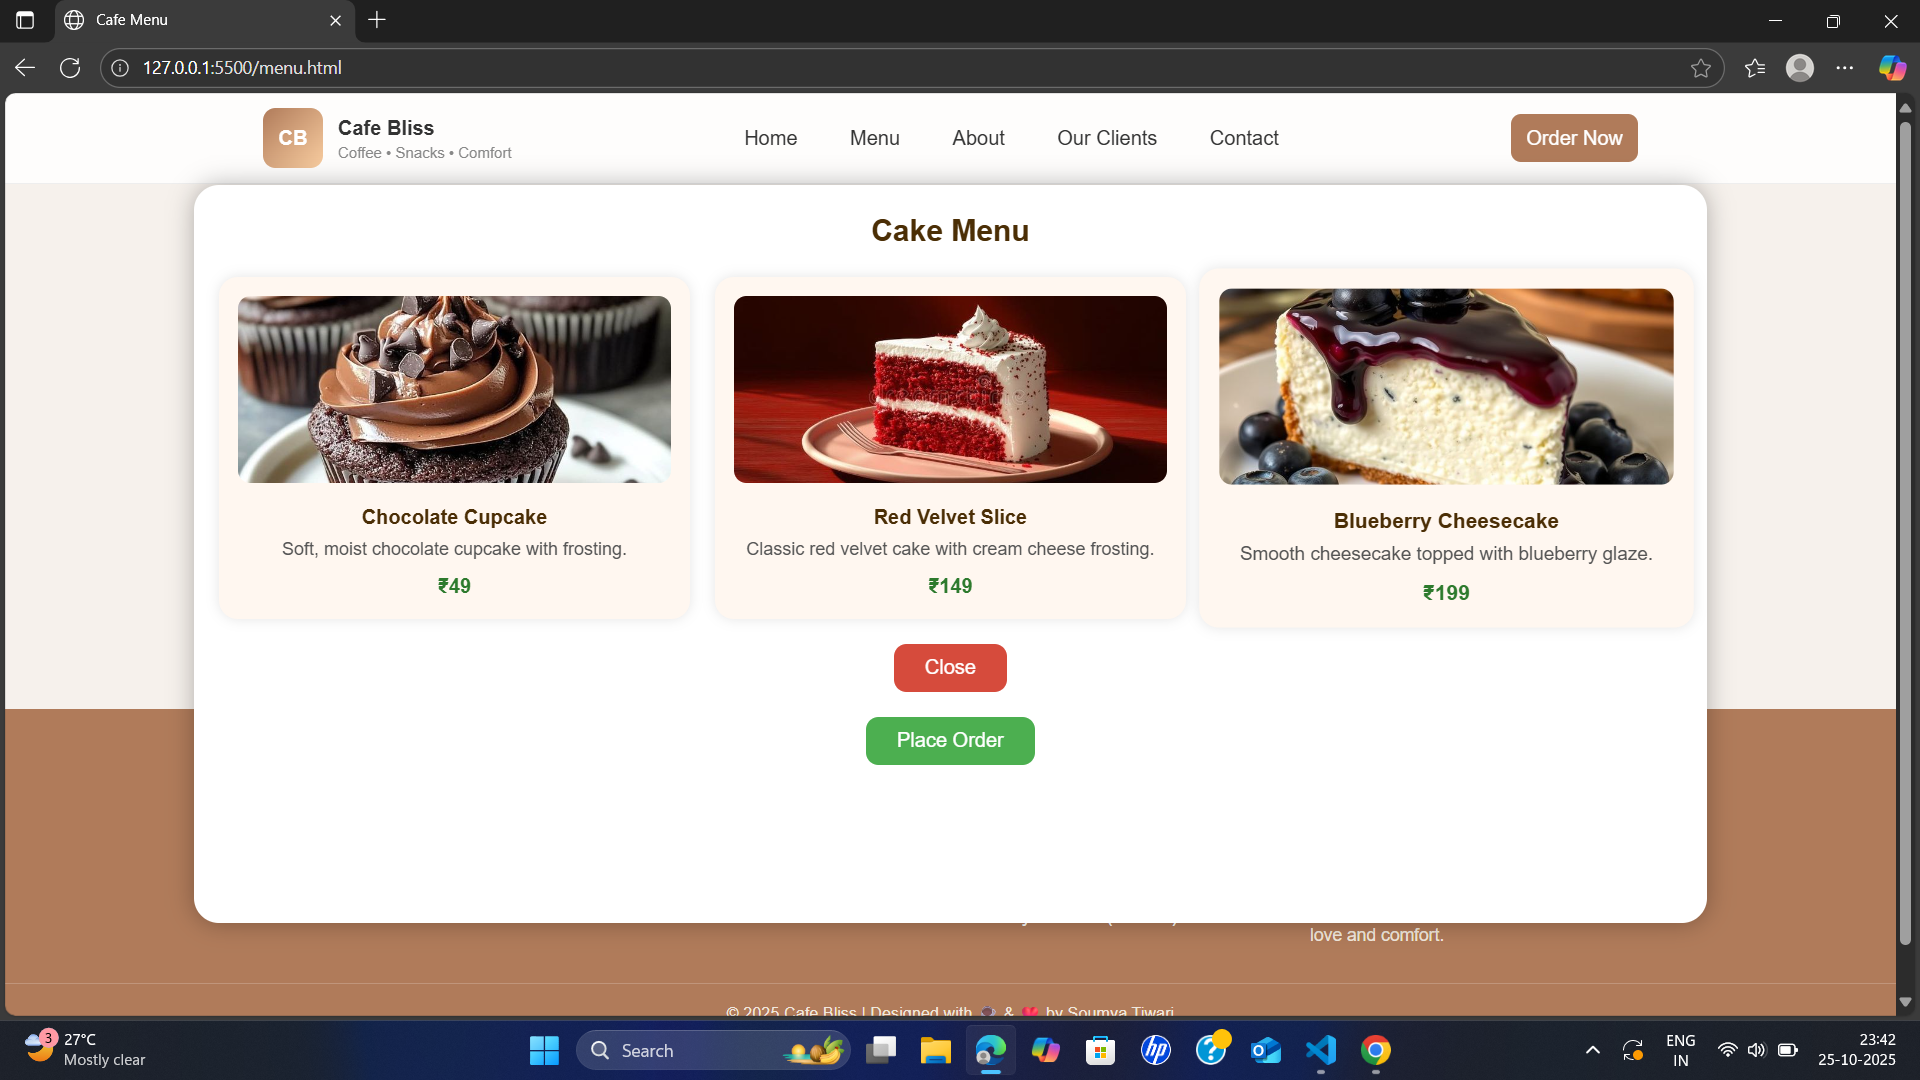 Cafe Menu
127.0.0.1:5500/menu.html
CB
Cafe Bliss
Coffee • Snacks • Comfort
Home
Menu
About
Our Clients
Contact
Order Now
Cake Menu
Chocolate Cupcake
Soft, moist chocolate cupcake with frosting.
₹49
Red Velvet Slice
Classic red velvet cake with cream cheese frosting.
₹149
Blueberry Cheesecake
Smooth cheesecake topped with blueberry glaze.
₹199
Close
Place Order
love and comfort.
© 2025 Cafe Bliss | Designed with & by Soumya Tiwari
3
27°C
Mostly clear
Search
hp
ENG
IN
23:42
25-10-2025